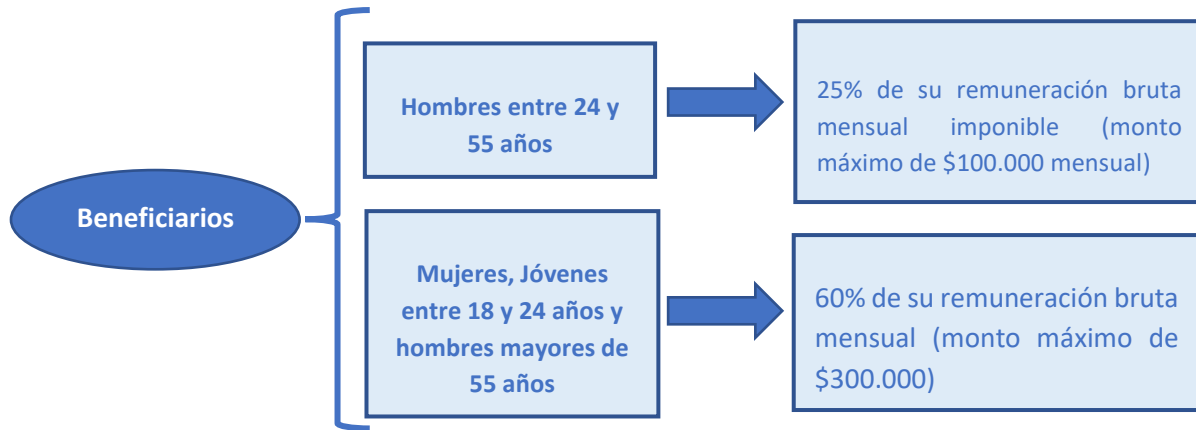 Beneficiarios
Hombres entre 24 y
55 años
25% de su remuneración bruta
mensual imponible (monto
máximo de $100.000 mensual)
Mujeres, Jóvenes
entre 18 y 24 años y
hombres mayores de
55 años
60% de su remuneración bruta
mensual (monto máximo de
$300.000)